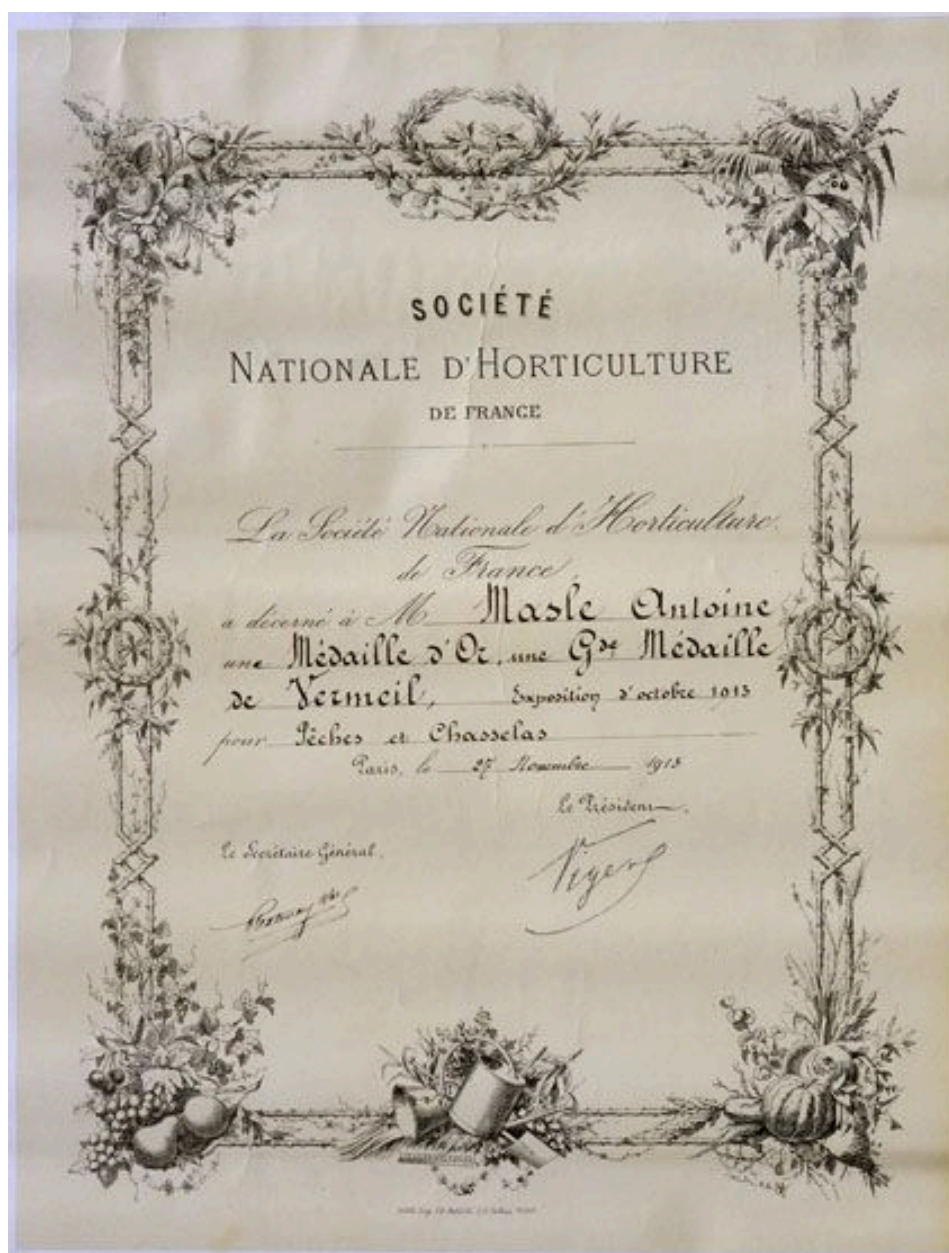 SOCIÉTÉ
NATIONALE D'HORTICULTURE
DE FRANCE
La Société Nationale d'Horticulture
de France
a décerné à M Masle Antoine
une Médaille d'Or, une Gde Médaille
de Vermeil, Exposition d'octobre 1913
pour Pêches et Chasselas
Paris, le 27 Novembre 1913
Le Président
Le Secrétaire Général.
Viger